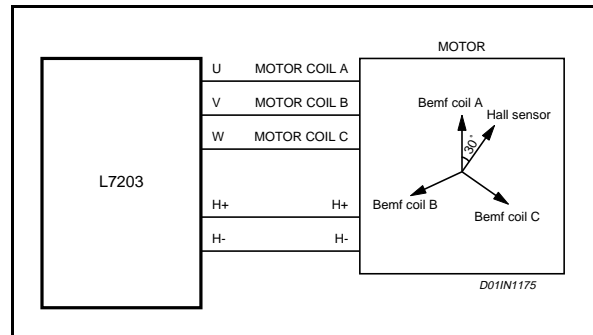 MOTOR
U MOTOR COIL A
V MOTOR COIL B
W MOTOR COIL C
L7203
H+ H+
H- H-
Bemf coil A
Hall sensor
30°
Bemf coil B
Bemf coil C
D01IN1175